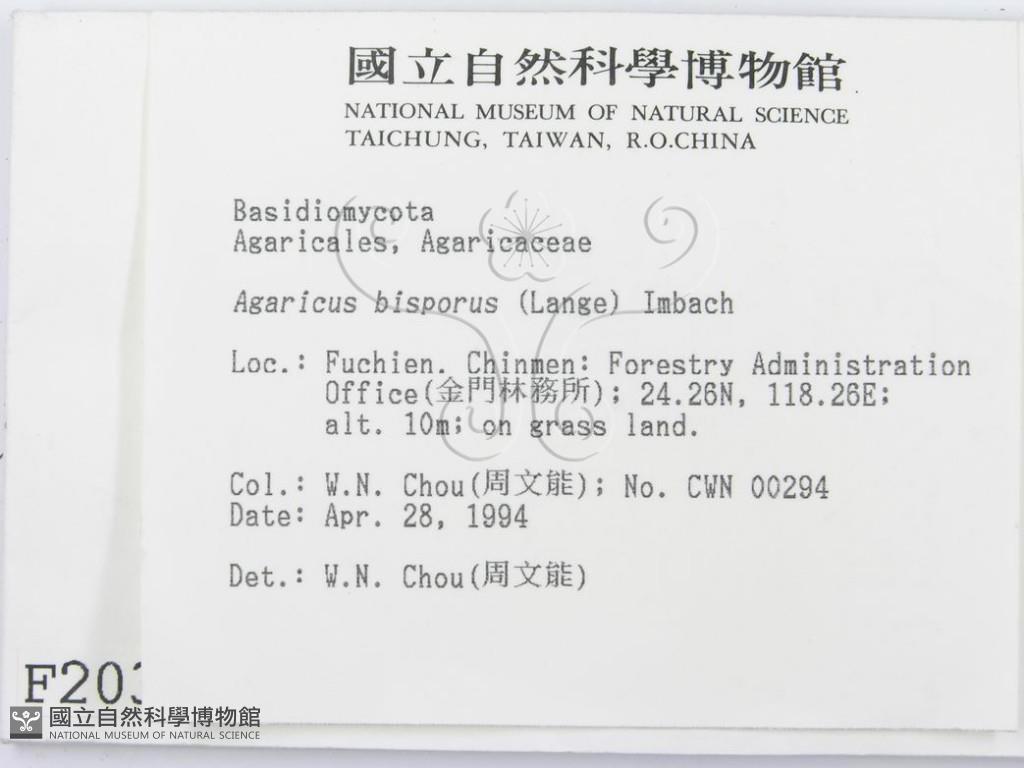 國立自然科學博物館
NATIONAL MUSEUM OF NATURAL SCIENCE
TAICHUNG, TAIWAN, R.O.CHINA
Basidiomycota
Agaricales, Agaricaceae
Agaricus bisporus (Lange) Imbach
Loc.: Fuchien. Chinmen: Forestry Administration
Office(金門林務所); 24.26N, 118.26E;
alt. 10m; on grass land.
Col.: W.N. Chou(周文能); No. CWN 00294
Date: Apr. 28, 1994
Det.: W.N. Chou(周文能)
F20
國立自然科學博物館
NATIONAL MUSEUM OF NATURAL SCIENCE